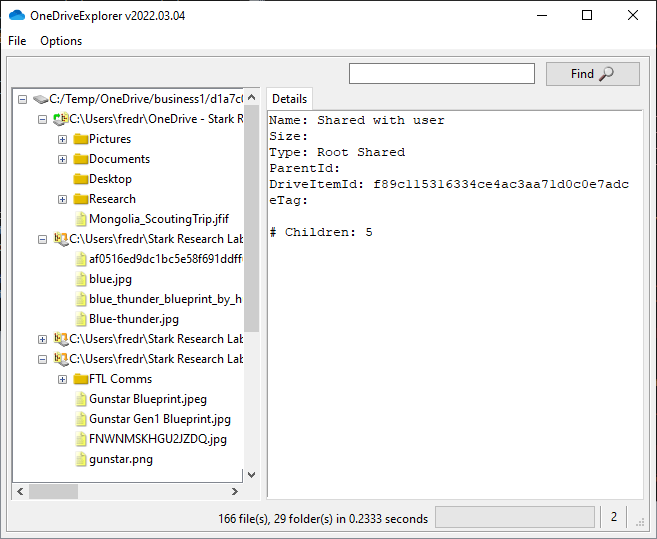 OneDriveExplorer v2022.03.04
File Options
Find
C:/Temp/OneDrive/business1/d1a7c0
C:\Users\fredr\OneDrive - Stark R
Pictures
Documents
Desktop
Research
Mongolia_ScoutingTrip.jfif
C:\Users\fredr\Stark Research Lab
af0516ed9dc1bc5e58f691ddff
blue.jpg
blue_thunder_blueprint_by_h
Blue-thunder.jpg
C:\Users\fredr\Stark Research Lab
C:\Users\fredr\Stark Research Lab
FTL Comms
Gunstar Blueprint.jpeg
Gunstar Gen1 Blueprint.jpg
FNWNMSKHGU2JZDQ.jpg
gunstar.png
Details
Name: Shared with user
Size:
Type: Root Shared
ParentId:
DriveItemId: f89c115316334ce4ac3aa71d0c0e7adc
eTag:
# Children: 5
166 file(s), 29 folder(s) in 0.2333 seconds
2